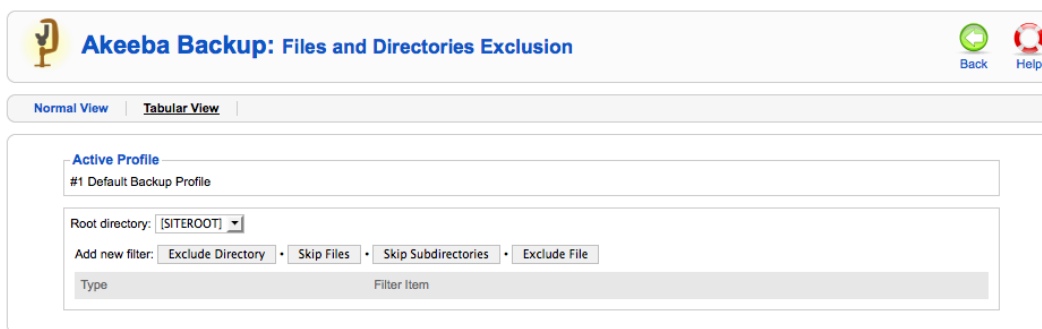 Akeeba Backup: Files and Directories Exclusion
Back Help
Normal View Tabular View
Active Profile
#1 Default Backup Profile
Root directory: [SITEROOT]
Add new filter: Exclude Directory • Skip Files • Skip Subdirectories • Exclude File
Type Filter Item